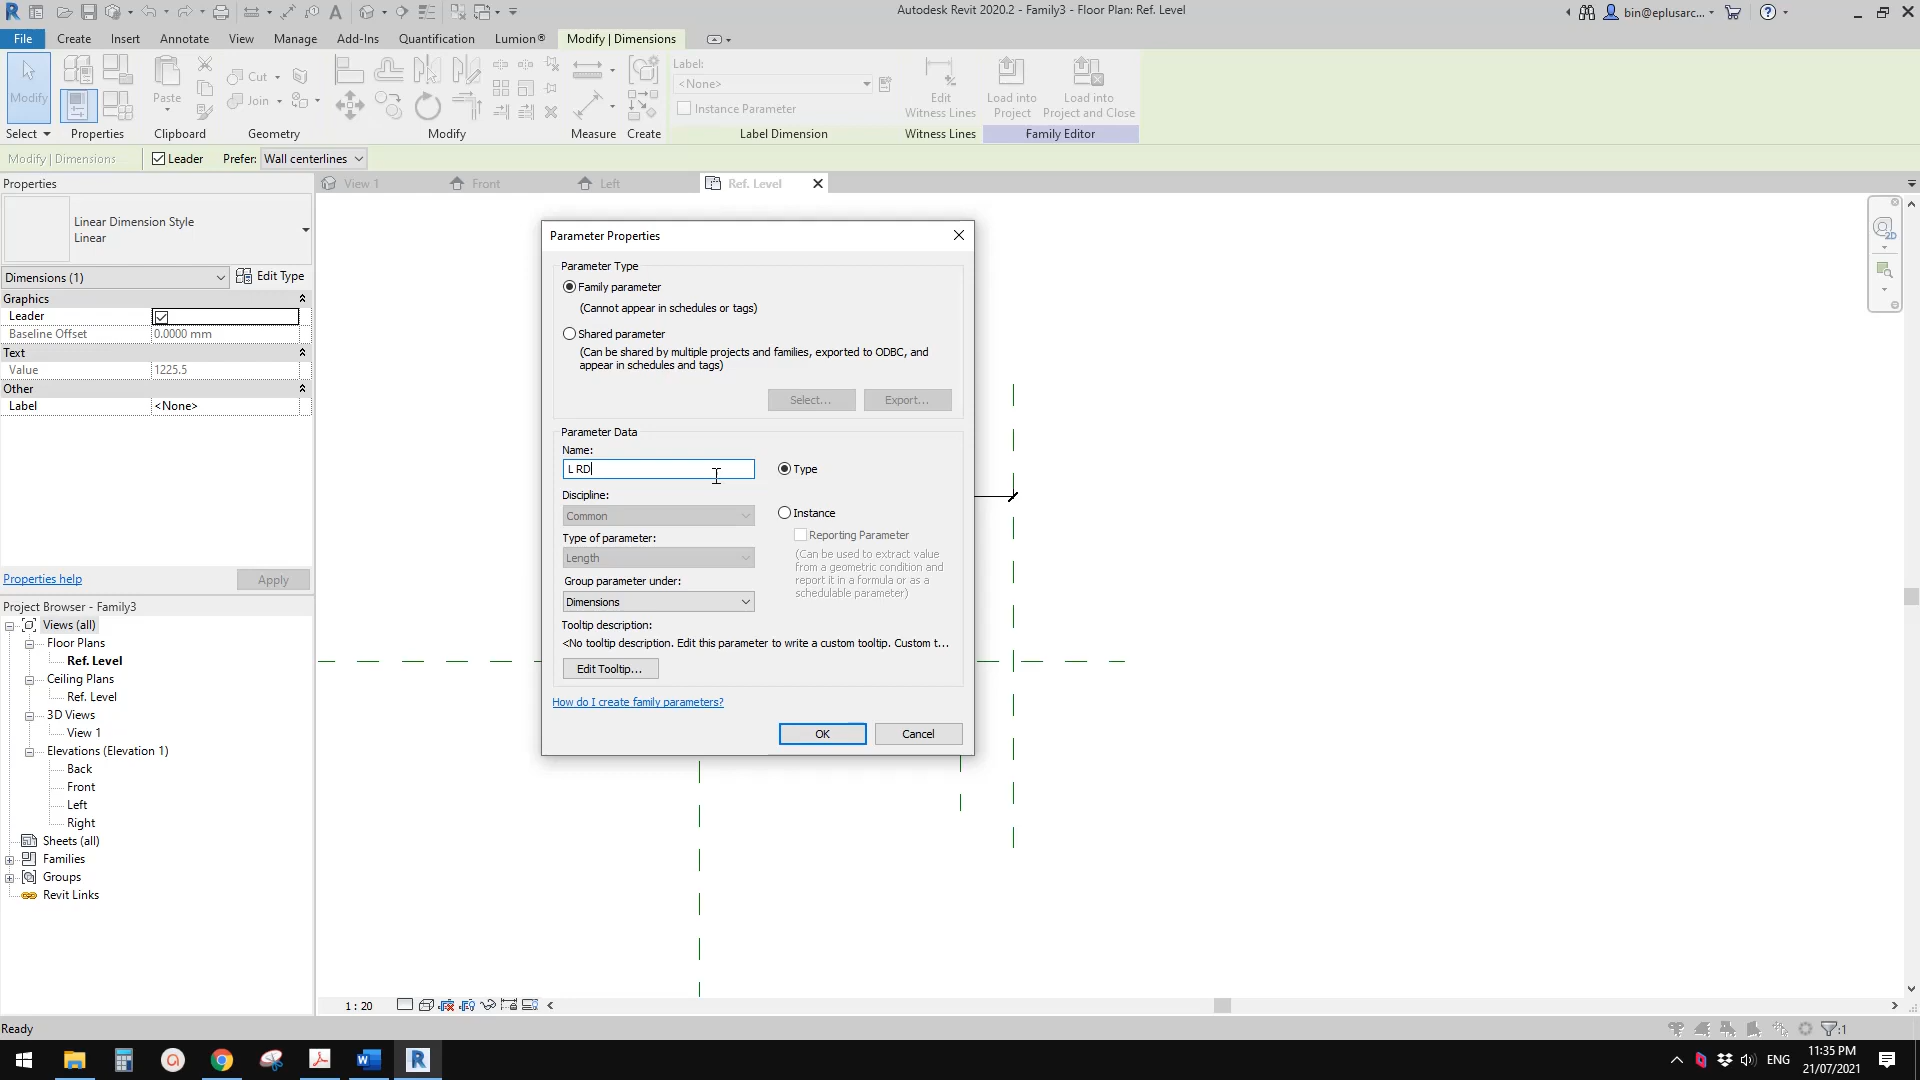 Autodesk Revit 2020.2 - Family3 - Floor Plan: Ref. Level
bin@eplusarc...
File Create Insert Annotate View Manage Add-Ins Quantification Lumion® Modify | Dimensions
Modify
Paste
Cut
Join
Label:
<None>
Instance Parameter
Edit
Witness Lines
Load into
Project
Load into
Project and Close
Select Properties Clipboard Geometry Modify Measure Create Label Dimension Witness Lines Family Editor
Modify | Dimensions Leader Prefer: Wall centerlines
Properties
View 1 Front Left Ref. Level
Linear Dimension Style
Linear
Dimensions (1) Edit Type
Graphics
Leader
Baseline Offset 0.0000 mm
Text
Value 1225.5
Other
Label <None>
Properties help Apply
Project Browser - Family3
Views (all)
Floor Plans
Ref. Level
Ceiling Plans
Ref. Level
3D Views
View 1
Elevations (Elevation 1)
Back
Front
Left
Right
Sheets (all)
Families
Groups
Revit Links
Parameter Properties
Parameter Type
Family parameter
(Cannot appear in schedules or tags)
Shared parameter
(Can be shared by multiple projects and families, exported to ODBC, and
appear in schedules and tags)
Select... Export...
Parameter Data
Name:
L RD
Type
Discipline:
Common
Instance
Reporting Parameter
Type of parameter:
Length
(Can be used to extract value
from a geometric condition and
report it in a formula or as a
schedulable parameter)
Group parameter under:
Dimensions
Tooltip description:
<No tooltip description. Edit this parameter to write a custom tooltip. Custom t...
Edit Tooltip...
How do I create family parameters?
OK Cancel
2D
1 : 20
Ready
:1
ENG
11:35 PM
21/07/2021